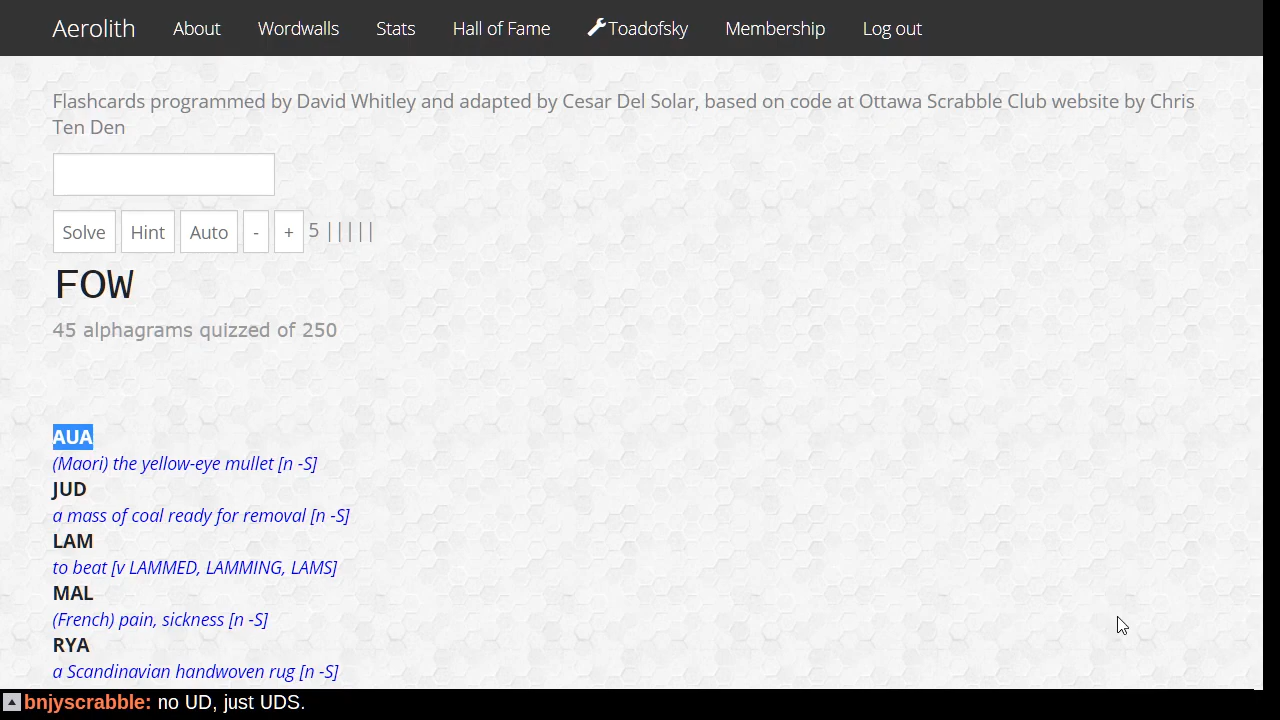 Aerolith About Wordwalls Stats Hall of Fame Toadofsky Membership Log out
Flashcards programmed by David Whitley and adapted by Cesar Del Solar, based on code at Ottawa Scrabble Club website by Chris
Ten Den
Solve Hint Auto - + 5 |||||
FOW
45 alphagrams quizzed of 250
AUA
(Maori) the yellow-eye mullet [n -S]
JUD
a mass of coal ready for removal [n -S]
LAM
to beat [v LAMMED, LAMMING, LAMS]
MAL
(French) pain, sickness [n -S]
RYA
a Scandinavian handwoven rug [n -S]
bnjyscrabble: no UD, just UDS.